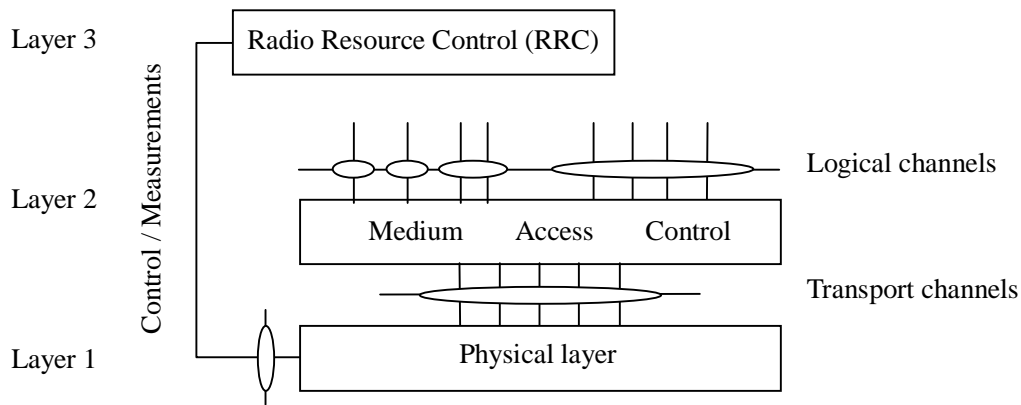 Layer 3
Radio Resource Control (RRC)
Control / Measurements
Logical channels
Layer 2
Medium Access Control
Transport channels
Layer 1
Physical layer